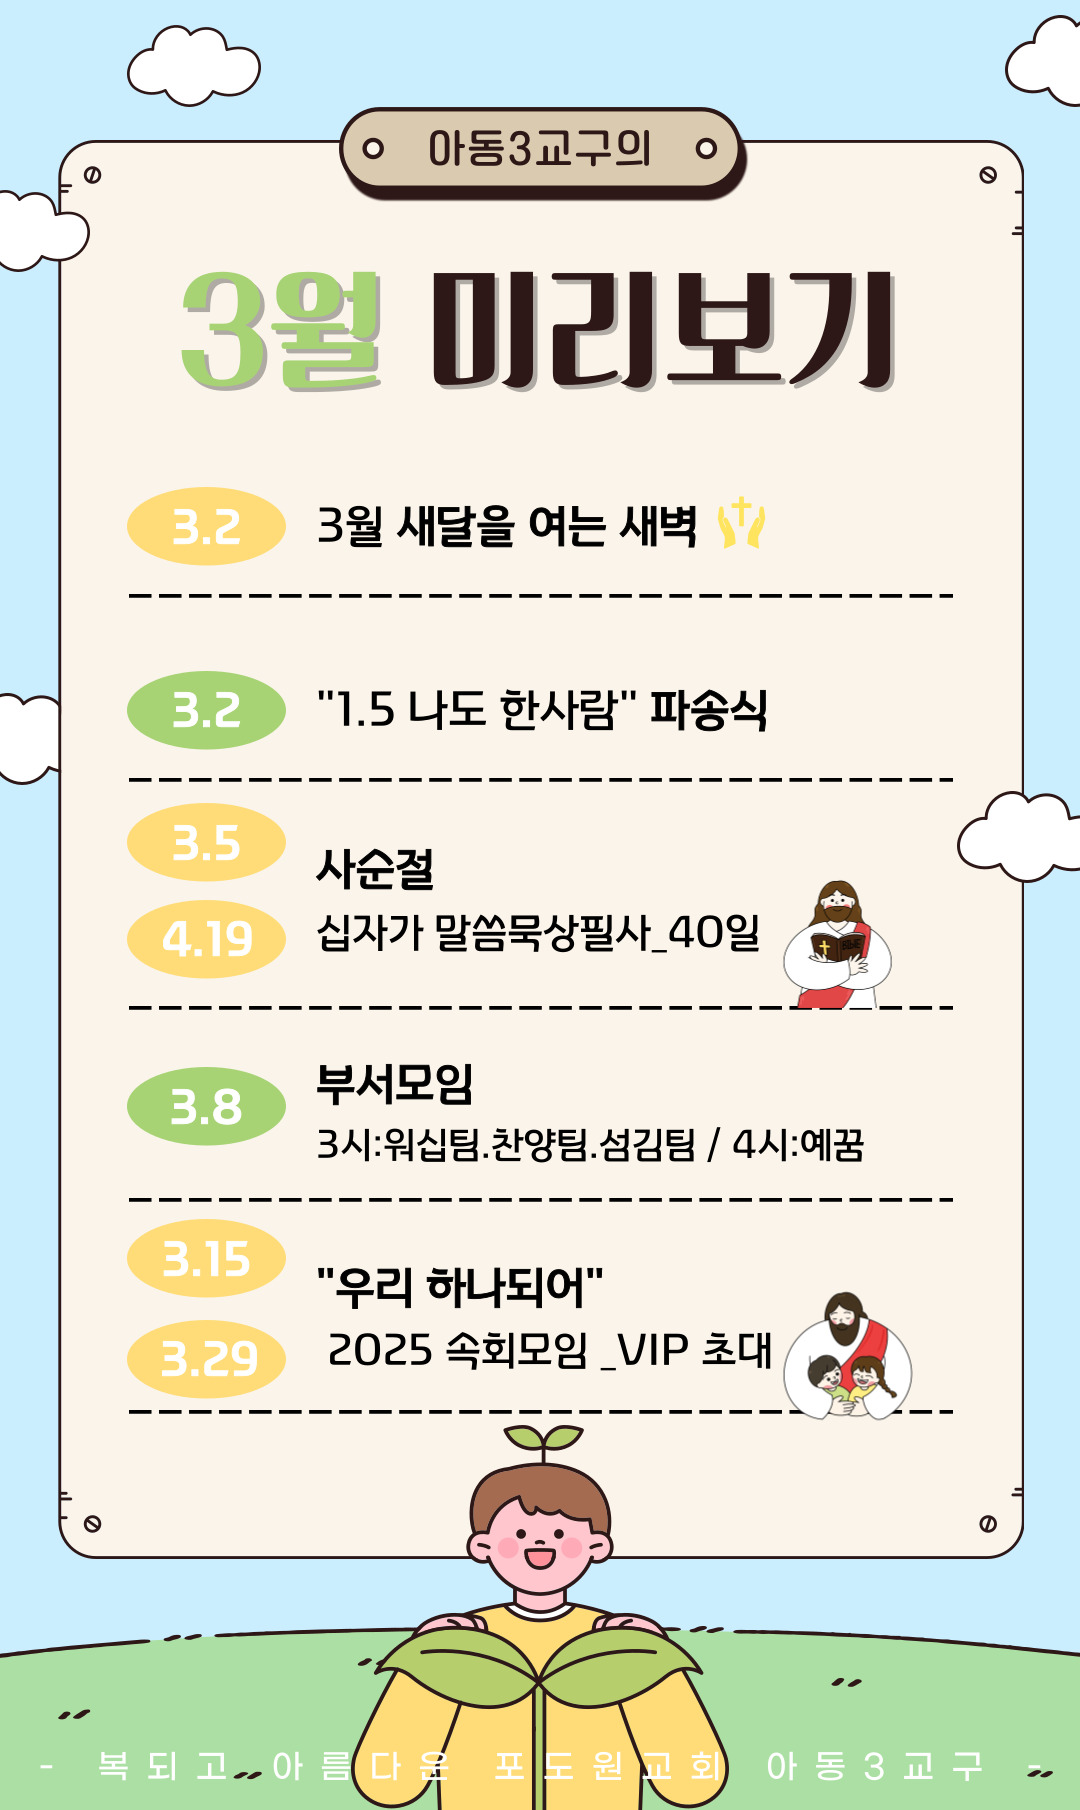 아동3교구의
3월 미리보기
3.2
3월 새달을 여는 새벽
3.2
"1.5 나도 한사람" 파송식
3.5
사순절
4.19
십자가 말씀묵상필사_40일
부서모임
3.8
3시:워십팀.찬양팀.섬김팀 / 4시:예꿈
3.15
"우리 하나되어"
3.29
2025 속회모임 _VIP 초대
- 복되고 아름다운 포도원교회 아동3교구 -